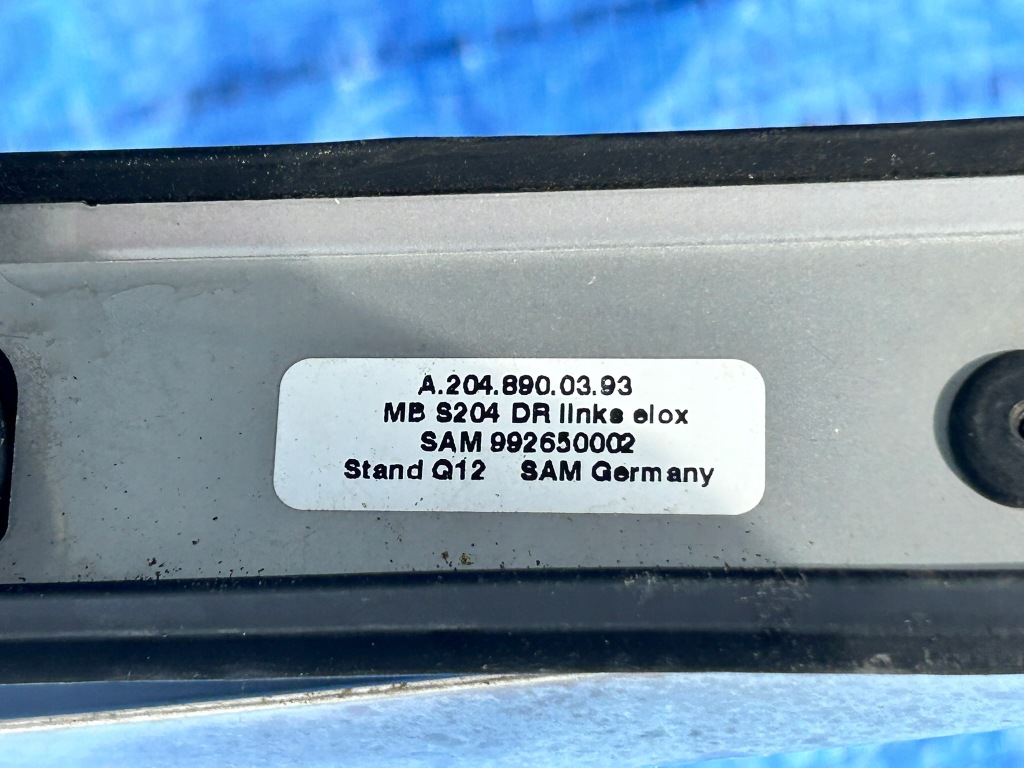 A.204.890.03.93
MB S204 DR links elox
SAM 992650002
Stand Q12 SAM Germany